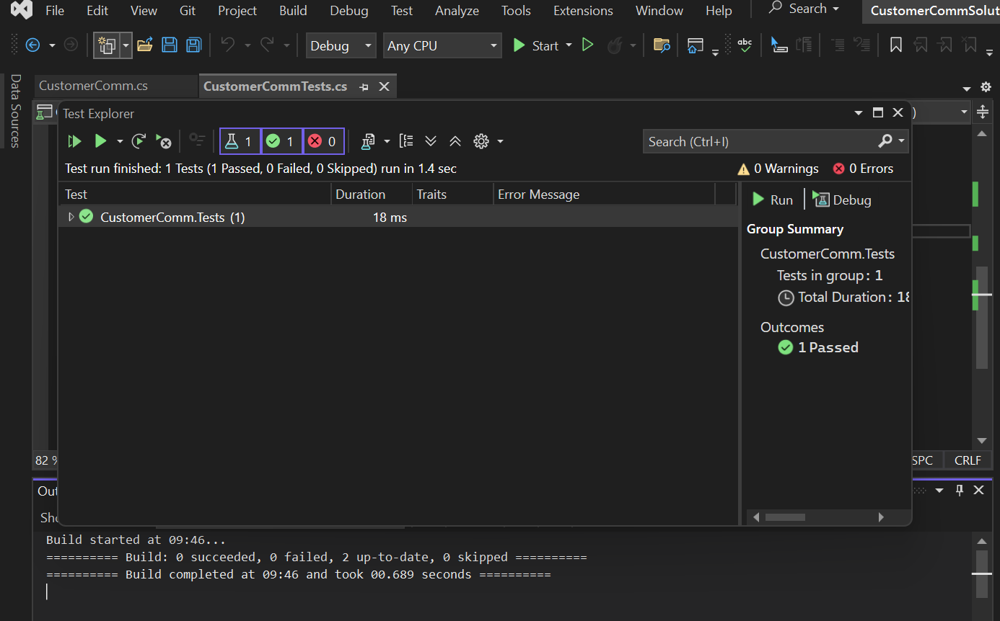 File Edit View Git Project Build Debug Test Analyze Tools Extensions Window Help Search CustomerCommSolut
Debug Any CPU Start abc
Data Sources
CustomerComm.cs CustomerCommTests.cs
Test Explorer
1 1 0 Search (Ctrl+I)
Test run finished: 1 Tests (1 Passed, 0 Failed, 0 Skipped) run in 1.4 sec 0 Warnings 0 Errors
Test Duration Traits Error Message
CustomerComm.Tests (1) 18 ms
Run Debug
Group Summary
CustomerComm.Tests
Tests in group: 1
Total Duration: 18
Outcomes
1 Passed
82 % SPC CRLF
Out
Sho
Build started at 09:46...
========== Build: 0 succeeded, 0 failed, 2 up-to-date, 0 skipped ==========
========== Build completed at 09:46 and took 00.689 seconds ==========